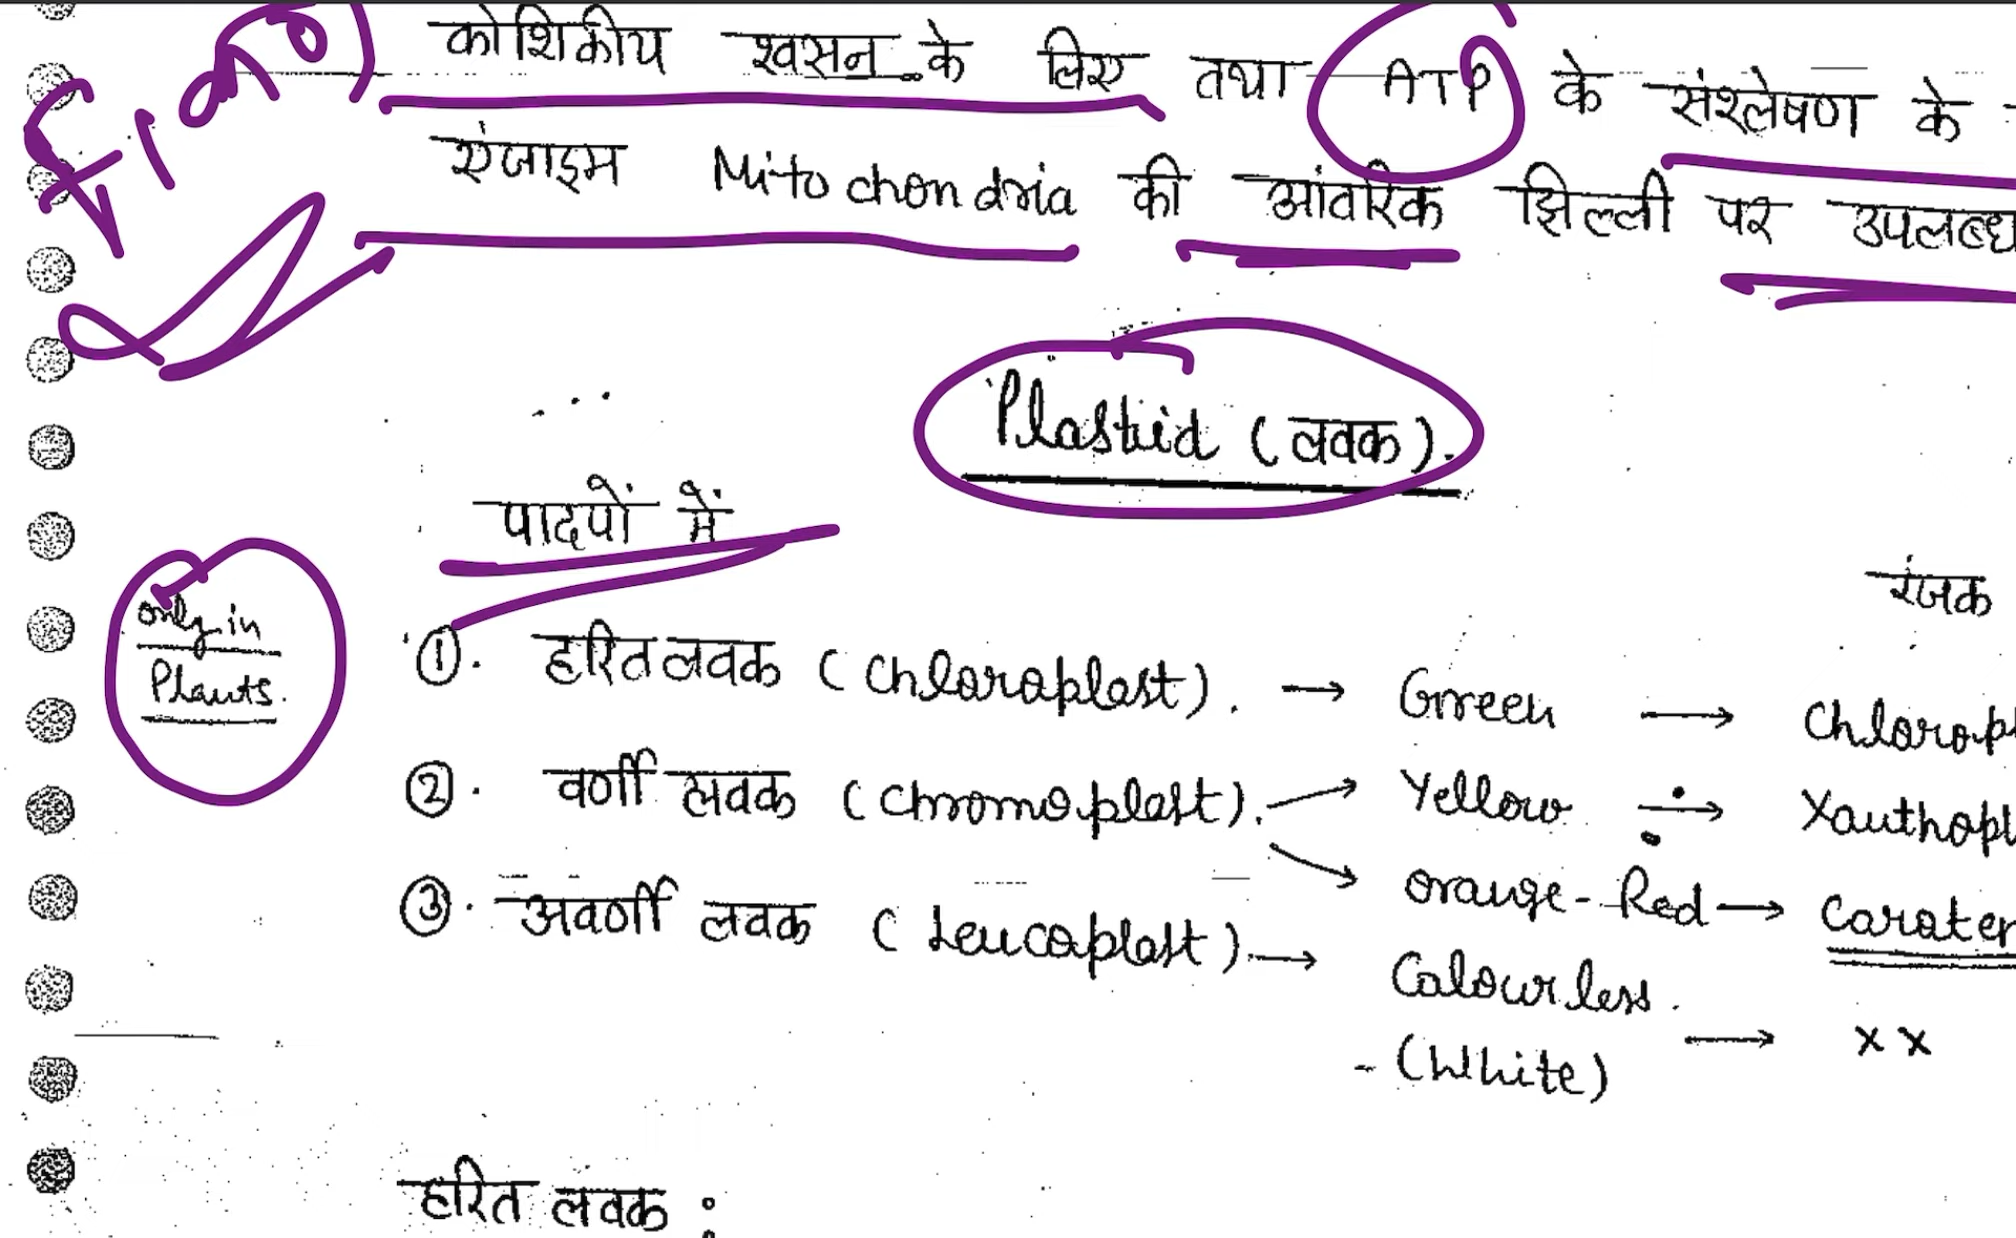 कोशिकीय श्वसन के लिए तथा ATP के संश्लेषण के
एंजाइम Mitochondria की आंतरिक झिल्ली पर उपलब्ध
Plastid (लवक).
पादपों में
only in
Plants.
रंजक
①. हरित लवक (Chloroplast). → Green → Chlorop
②. वर्णी लवक (Chromoplast). → Yellow → Xanthop
→ Orange-Red → Caroten
③. अवर्णी लवक (Leucoplast). → Colourless.
- (White) → x x
हरित लवक :